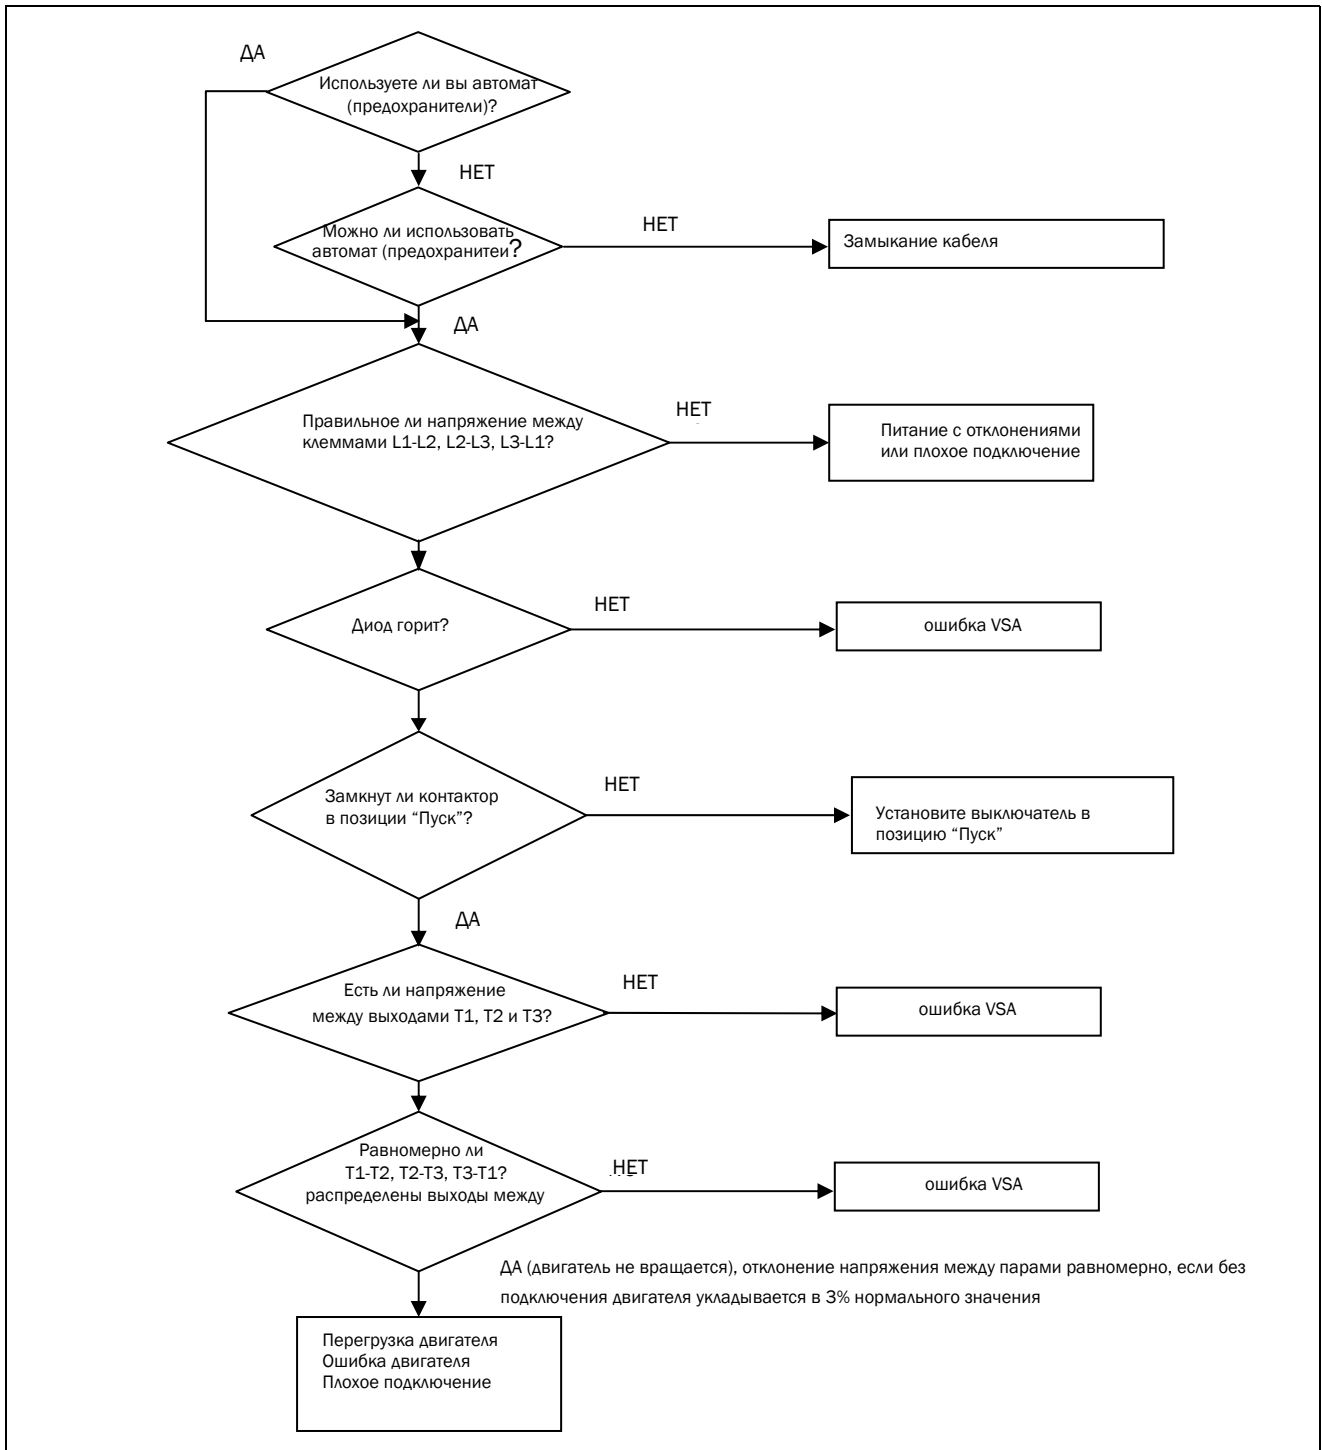 ДА
Используете ли вы автомат
(предохранители)?
НЕТ
Можно ли использовать
автомат (предохранитеи?
НЕТ
Замыкание кабеля
ДА
Правильное ли напряжение между
клеммами L1-L2, L2-L3, L3-L1?
НЕТ
Питание с отклонениями
или плохое подключение
Диод горит?
НЕТ
ошибка VSA
Замкнут ли контактор
в позиции “Пуск”?
НЕТ
Установите выключатель в
позицию “Пуск”
ДА
Есть ли напряжение
между выходами T1, T2 и T3?
НЕТ
ошибка VSA
Равномерно ли
T1-T2, T2-T3, T3-T1?
распределены выходы между
НЕТ
ошибка VSA
ДА (двигатель не вращается), отклонение напряжения между парами равномерно, если без
подключения двигателя укладывается в 3% нормального значения
Перегрузка двигателя
Ошибка двигателя
Плохое подключение